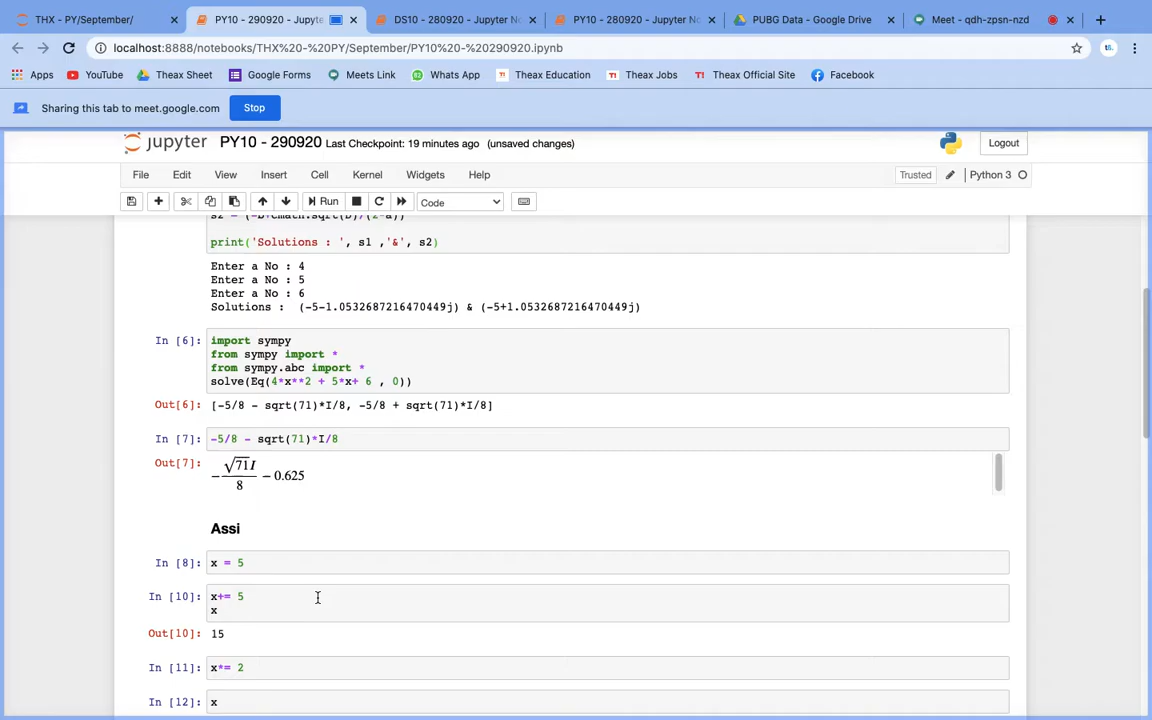 THX - PY/September/
PY10 - 290920 - Jupyte
DS10 - 280920 - Jupyter No
PY10 - 280920 - Jupyter N
PUBG Data - Google Drive
Meet - qdh-zpsn-nzd
localhost:8888/notebooks/THX%20-%20PY/September/PY10%20-%20290920.ipynb
Apps YouTube Theax Sheet Google Forms Meets Link Whats App Theax Education Theax Jobs Theax Official Site Facebook
Sharing this tab to meet.google.com Stop
jupyter PY10 - 290920 Last Checkpoint: 19 minutes ago (unsaved changes) Logout
File Edit View Insert Cell Kernel Widgets Help Trusted Python 3
Run Code
print('Solutions : ', s1 ,'&', s2)
Enter a No : 4
Enter a No : 5
Enter a No : 6
Solutions :  (-5-1.0532687216470449j) & (-5+1.0532687216470449j)
In [6]: import sympy
from sympy import *
from sympy.abc import *
solve(Eq(4*x**2 + 5*x+ 6 , 0))
Out[6]: [-5/8 - sqrt(71)*I/8, -5/8 + sqrt(71)*I/8]
In [7]: -5/8 - sqrt(71)*I/8
Out[7]: -√71I/8 - 0.625
Assi
In [8]: x = 5
In [10]: x+= 5
x
Out[10]: 15
In [11]: x*= 2
In [12]: x